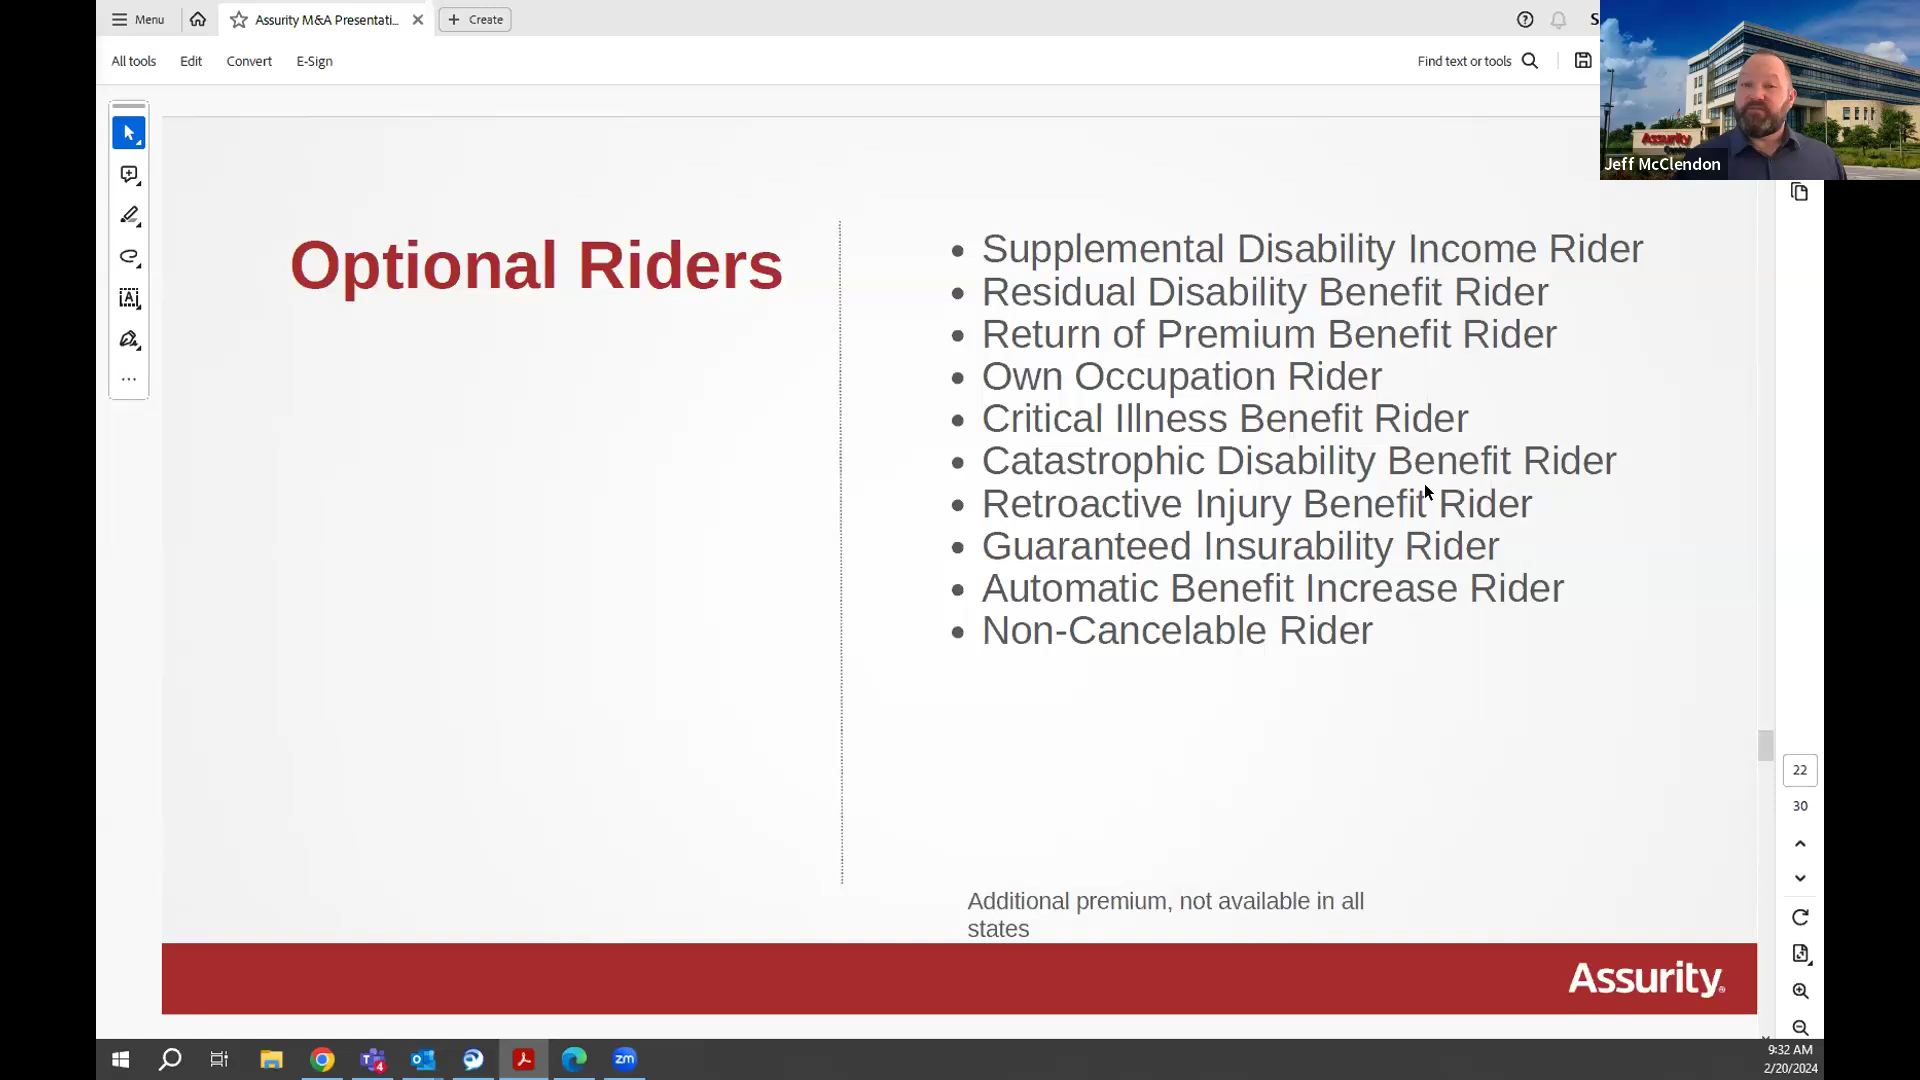 Menu
Assurity M&A Presentati...
Create
S
All tools
Edit
Convert
E-Sign
Find text or tools
Assurity
Jeff McClendon
Optional Riders
• Supplemental Disability Income Rider
• Residual Disability Benefit Rider
• Return of Premium Benefit Rider
• Own Occupation Rider
• Critical Illness Benefit Rider
• Catastrophic Disability Benefit Rider
• Retroactive Injury Benefit Rider
• Guaranteed Insurability Rider
• Automatic Benefit Increase Rider
• Non-Cancelable Rider
22
30
Additional premium, not available in all
states
Assurity®
4
zm
9:32 AM
2/20/2024